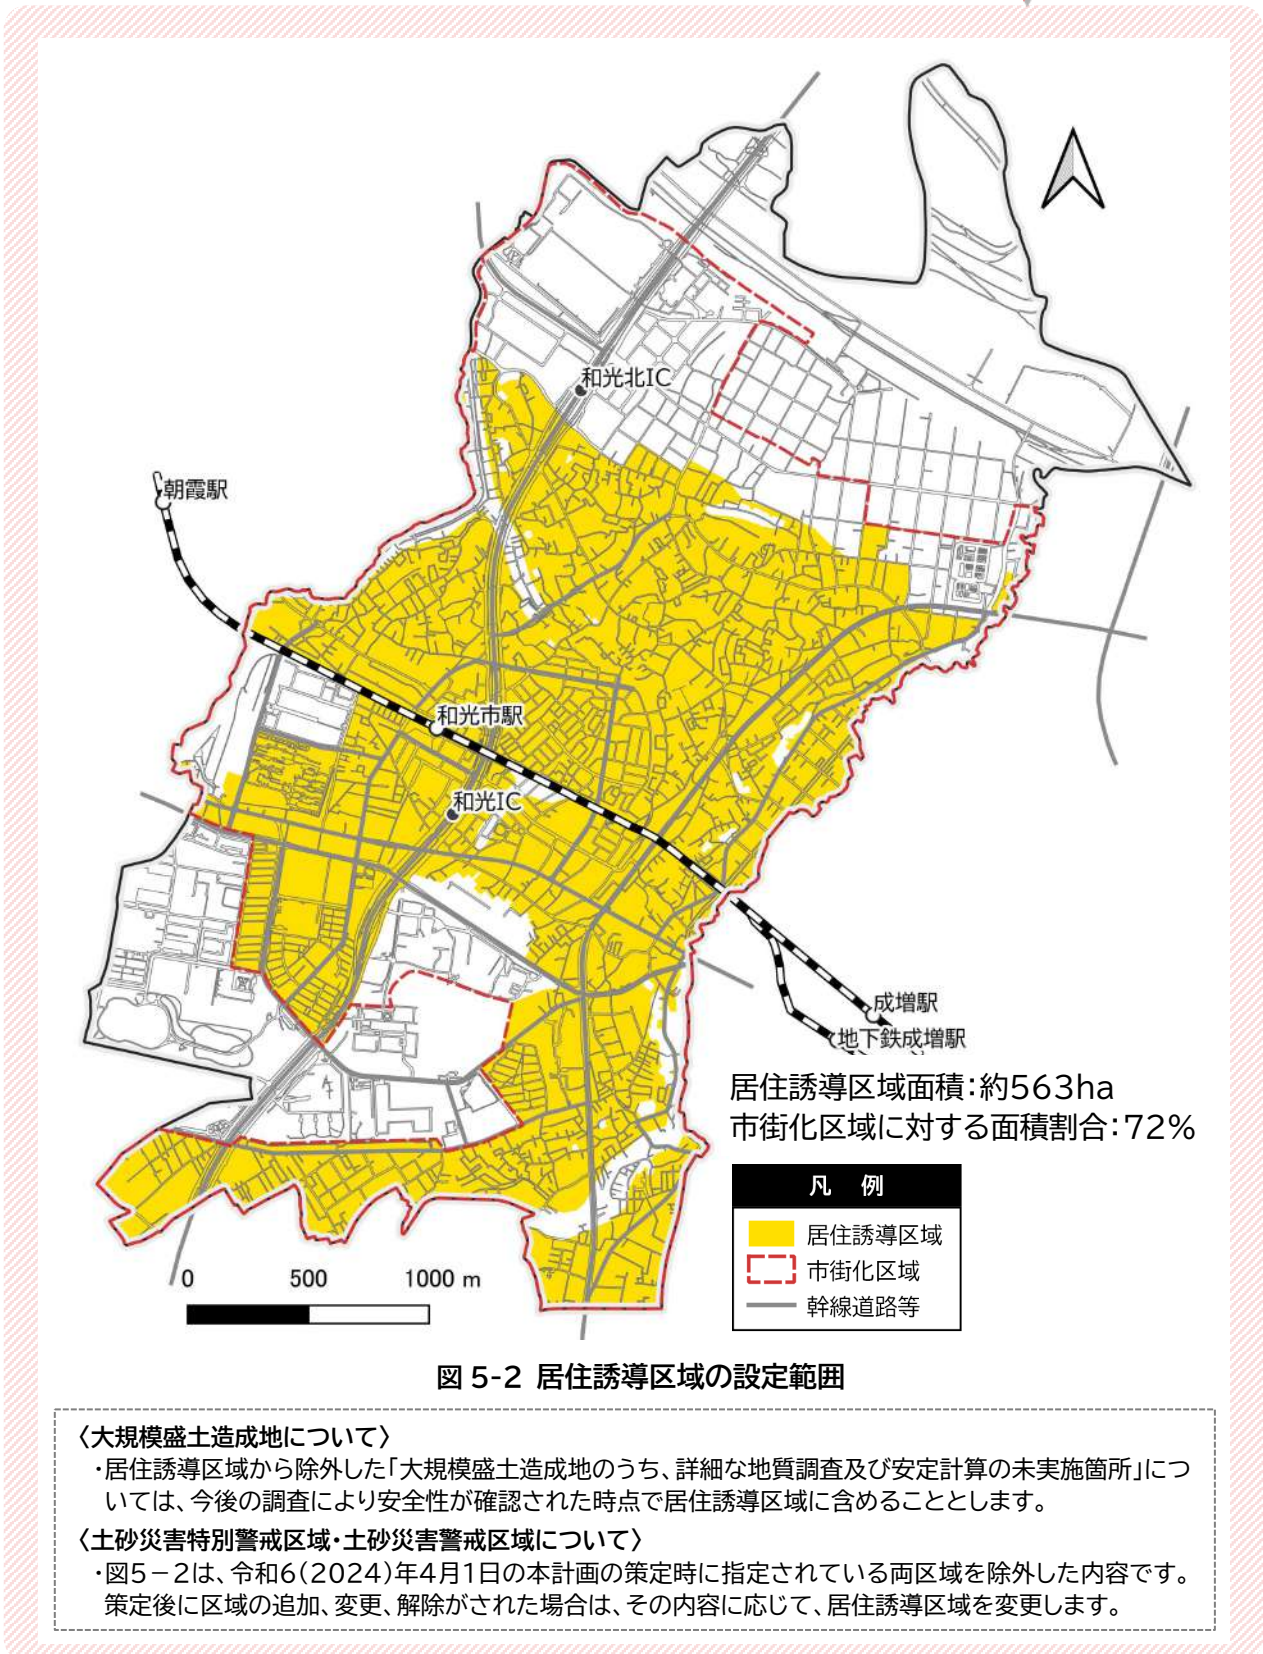 和光北IC
朝霞駅
和光市駅
和光IC
成増駅
地下鉄成増駅
居住誘導区域面積：約563ha
市街化区域に対する面積割合：72%
凡 例
居住誘導区域
市街化区域
幹線道路等
0 500 1000 m
図 5-2 居住誘導区域の設定範囲
〈大規模盛土造成地について〉
・居住誘導区域から除外した「大規模盛土造成地のうち、詳細な地質調査及び安定計算の未実施箇所」につ
いては、今後の調査により安全性が確認された時点で居住誘導区域に含めることとします。
〈土砂災害特別警戒区域・土砂災害警戒区域について〉
・図5－2は、令和6(2024)年4月1日の本計画の策定時に指定されている両区域を除外した内容です。
策定後に区域の追加、変更、解除がされた場合は、その内容に応じて、居住誘導区域を変更します。